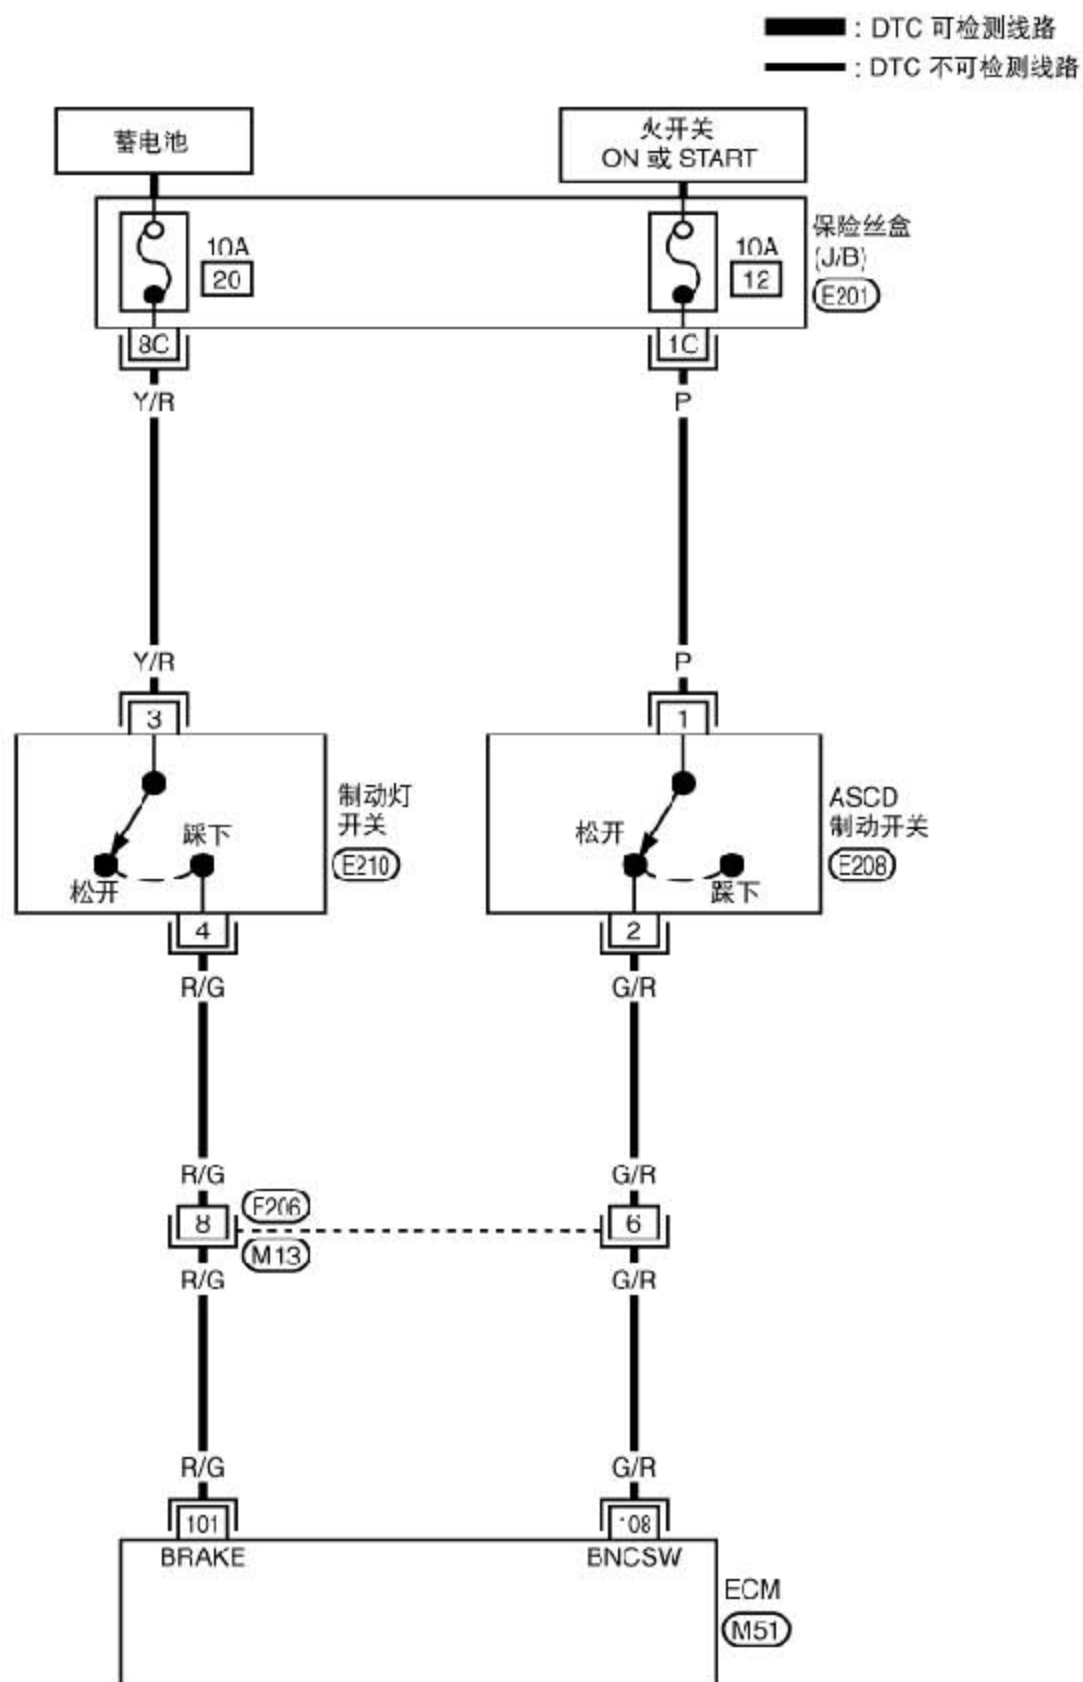 : DTC 可检测线路
: DTC 不可检测线路
蓄电池
火开关
ON 或 START
保险丝盒
(J/B)
E201
10A
20
10A
12
8C
1C
Y/R
P
Y/R
P
3
1
制动灯
开关
E210
踩下
松开
ASCD
制动开关
E208
松开
踩下
4
2
R/G
G/R
R/G
G/R
8
E206
M13
6
R/G
G/R
R/G
G/R
101
108
BRAKE
BNCSW
ECM
M51